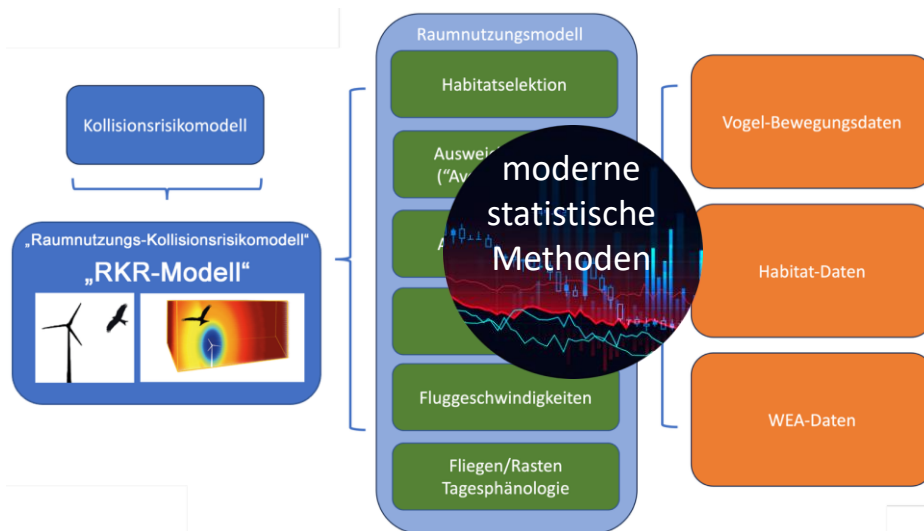 Kollisionsrisikomodell
„Raumnutzungs-Kollisionsrisikomodell“
„RKR-Modell“
Raumnutzungsmodell
Habitatselektion
moderne
statistische
Methoden
Fluggeschwindigkeiten
Fliegen/Rasten
Tagesphänologie
Vogel-Bewegungsdaten
Habitat-Daten
WEA-Daten